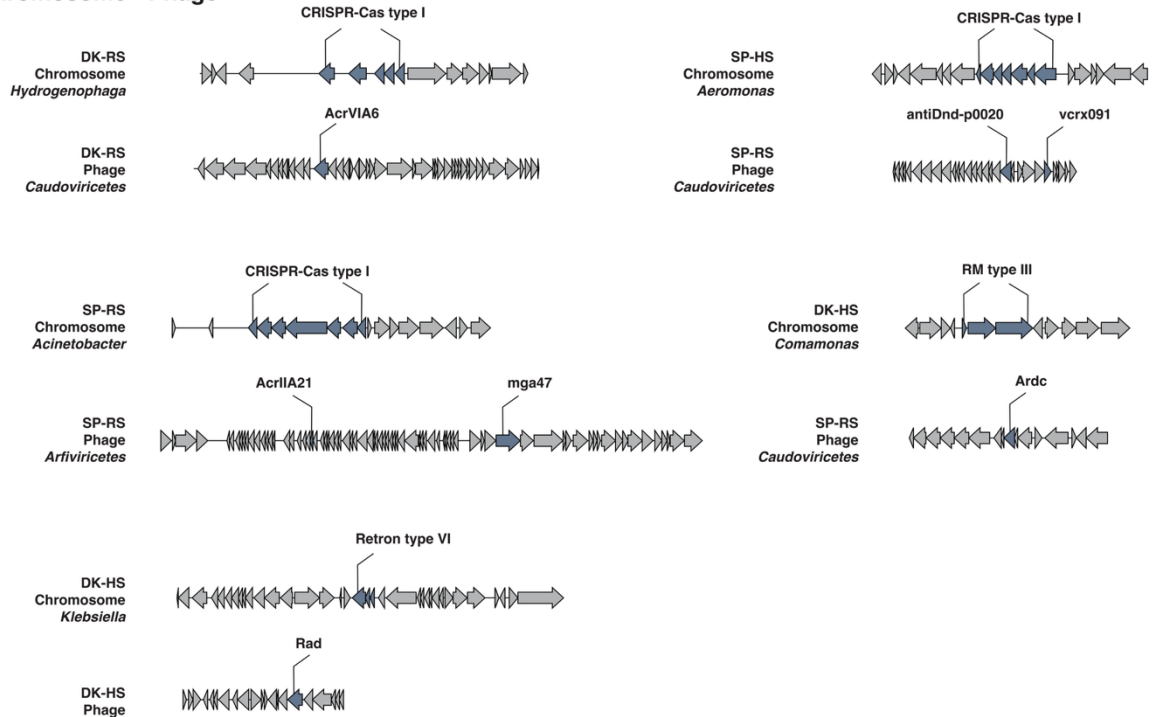 CRISPR-Cas type I
DK-RS
Chromosome
Hydrogenophaga
AcrVIA6
DK-RS
Phage
Caudoviricetes
CRISPR-Cas type I
SP-HS
Chromosome
Aeromonas
antiDnd-p0020 vcrx091
SP-RS
Phage
Caudoviricetes
CRISPR-Cas type I
SP-RS
Chromosome
Acinetobacter
AcrIIA21 mga47
SP-RS
Phage
Arfiviricetes
RM type III
DK-HS
Chromosome
Comamonas
Ardc
SP-RS
Phage
Caudoviricetes
Retron type VI
DK-HS
Chromosome
Klebsiella
Rad
DK-HS
Phage